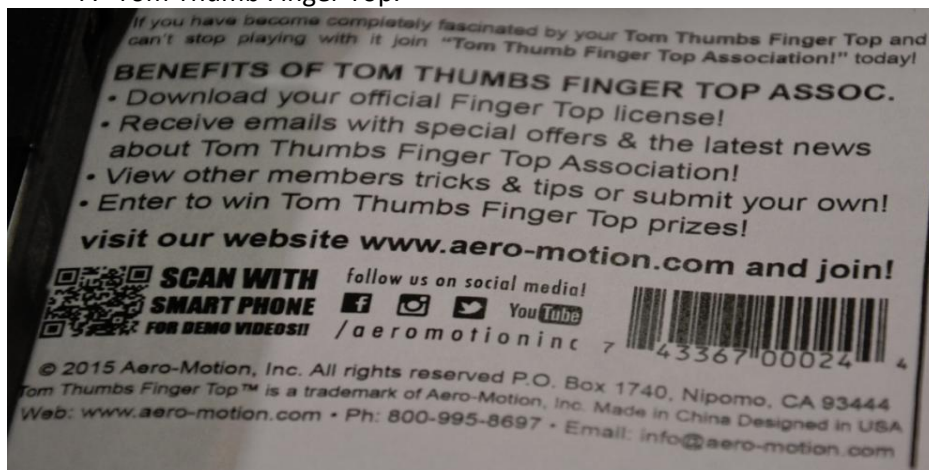 If you have become completely fascinated by your Tom Thumbs Finger Top and
can't stop playing with it join "Tom Thumb Finger Top Association!" today!
BENEFITS OF TOM THUMBS FINGER TOP ASSOC.
• Download your official Finger Top license!
• Receive emails with special offers & the latest news
about Tom Thumbs Finger Top Association!
• View other members tricks & tips or submit your own!
• Enter to win Tom Thumbs Finger Top prizes!
visit our website www.aero-motion.com and join!
SCAN WITH
SMART PHONE
FOR DEMO VIDEOS!!
follow us on social media!
YouTube
/aeromotioninc
7 43367 00024 4
© 2015 Aero-Motion, Inc. All rights reserved P.O. Box 1740, Nipomo, CA 93444
Tom Thumbs Finger Top™ is a trademark of Aero-Motion, Inc. Made in China Designed in USA
Web: www.aero-motion.com • Ph: 800-995-8697 • Email: info@aero-motion.com